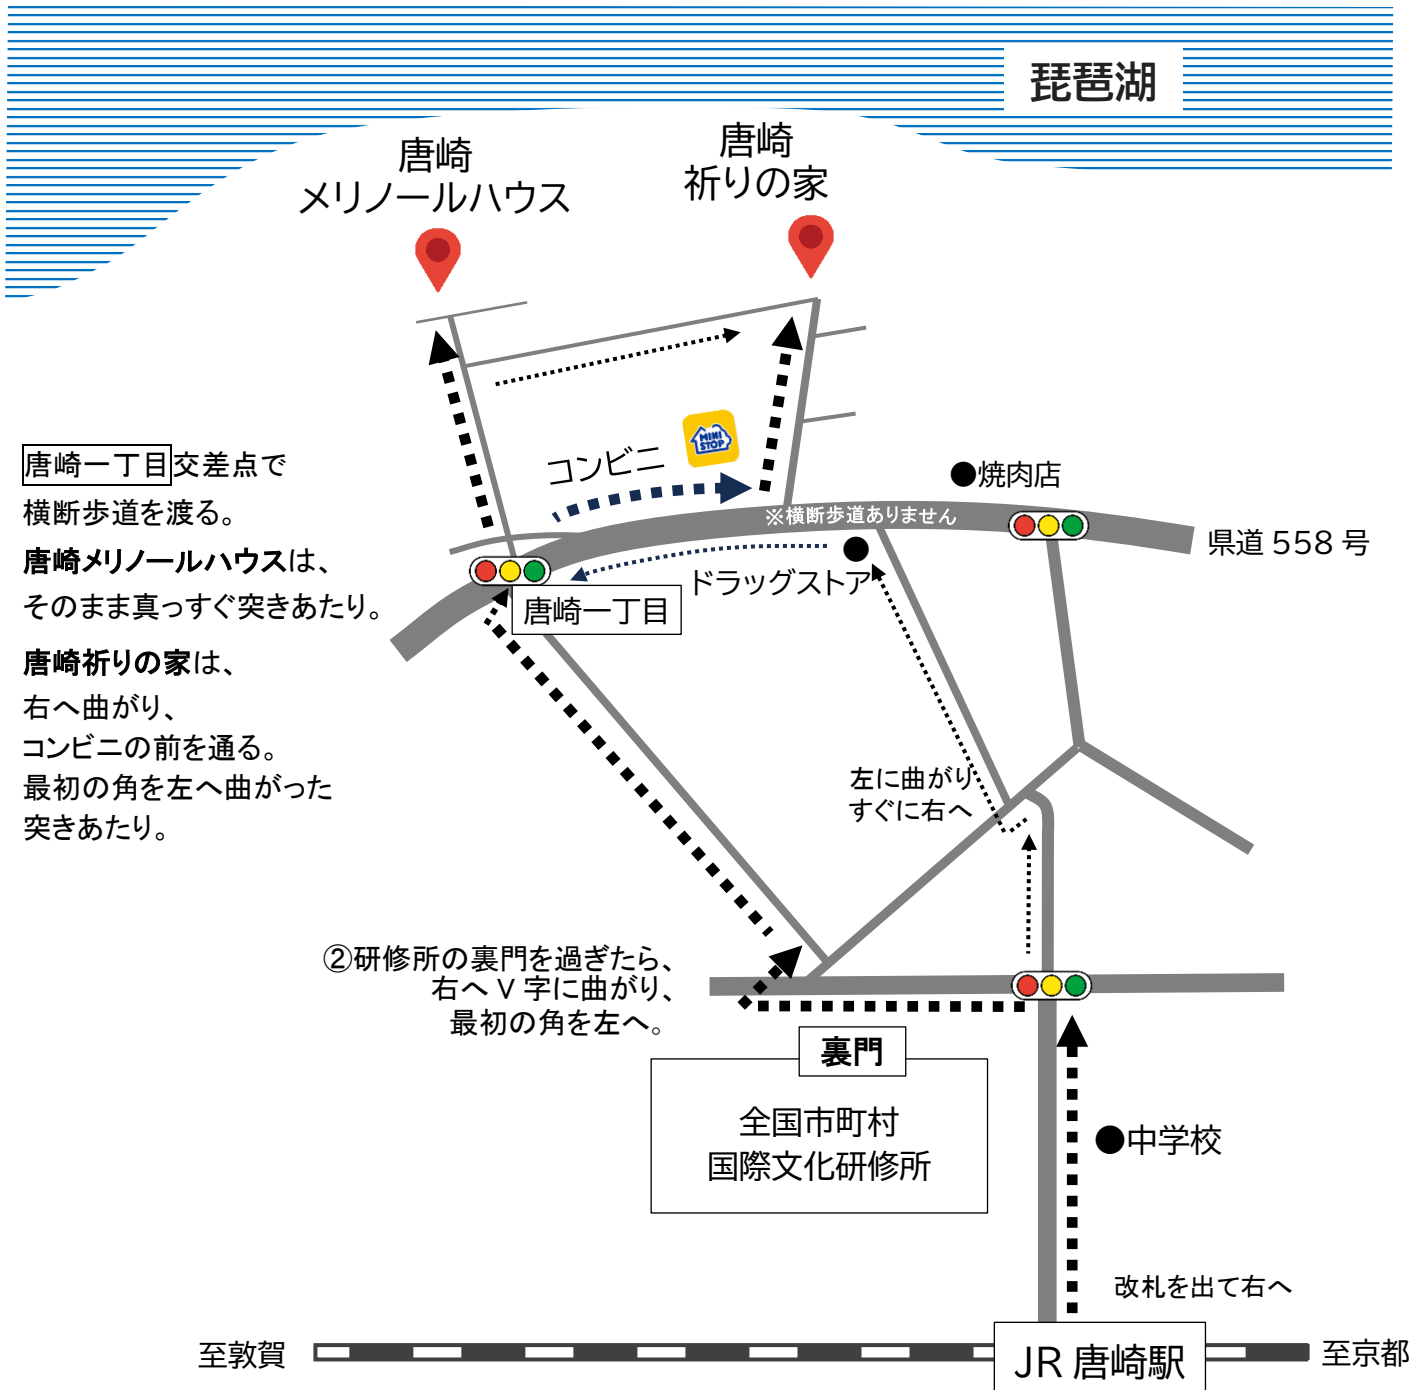 琵琶湖
唐崎
メリノールハウス
唐崎
祈りの家
コンビニ
MINI
STOP
唐崎一丁目交差点で
横断歩道を渡る。
唐崎メリノールハウスは、
そのまま真っすぐ突きあたり。
唐崎祈りの家は、
右へ曲がり、
コンビニの前を通る。
最初の角を左へ曲がった
突きあたり。
●焼肉店
※横断歩道ありません
県道 558 号
ドラッグストア
唐崎一丁目
左に曲がり
すぐに右へ
②研修所の裏門を過ぎたら、
右へ V 字に曲がり、
最初の角を左へ。
裏門
全国市町村
国際文化研修所
●中学校
改札を出て右へ
至敦賀
JR 唐崎駅
至京都